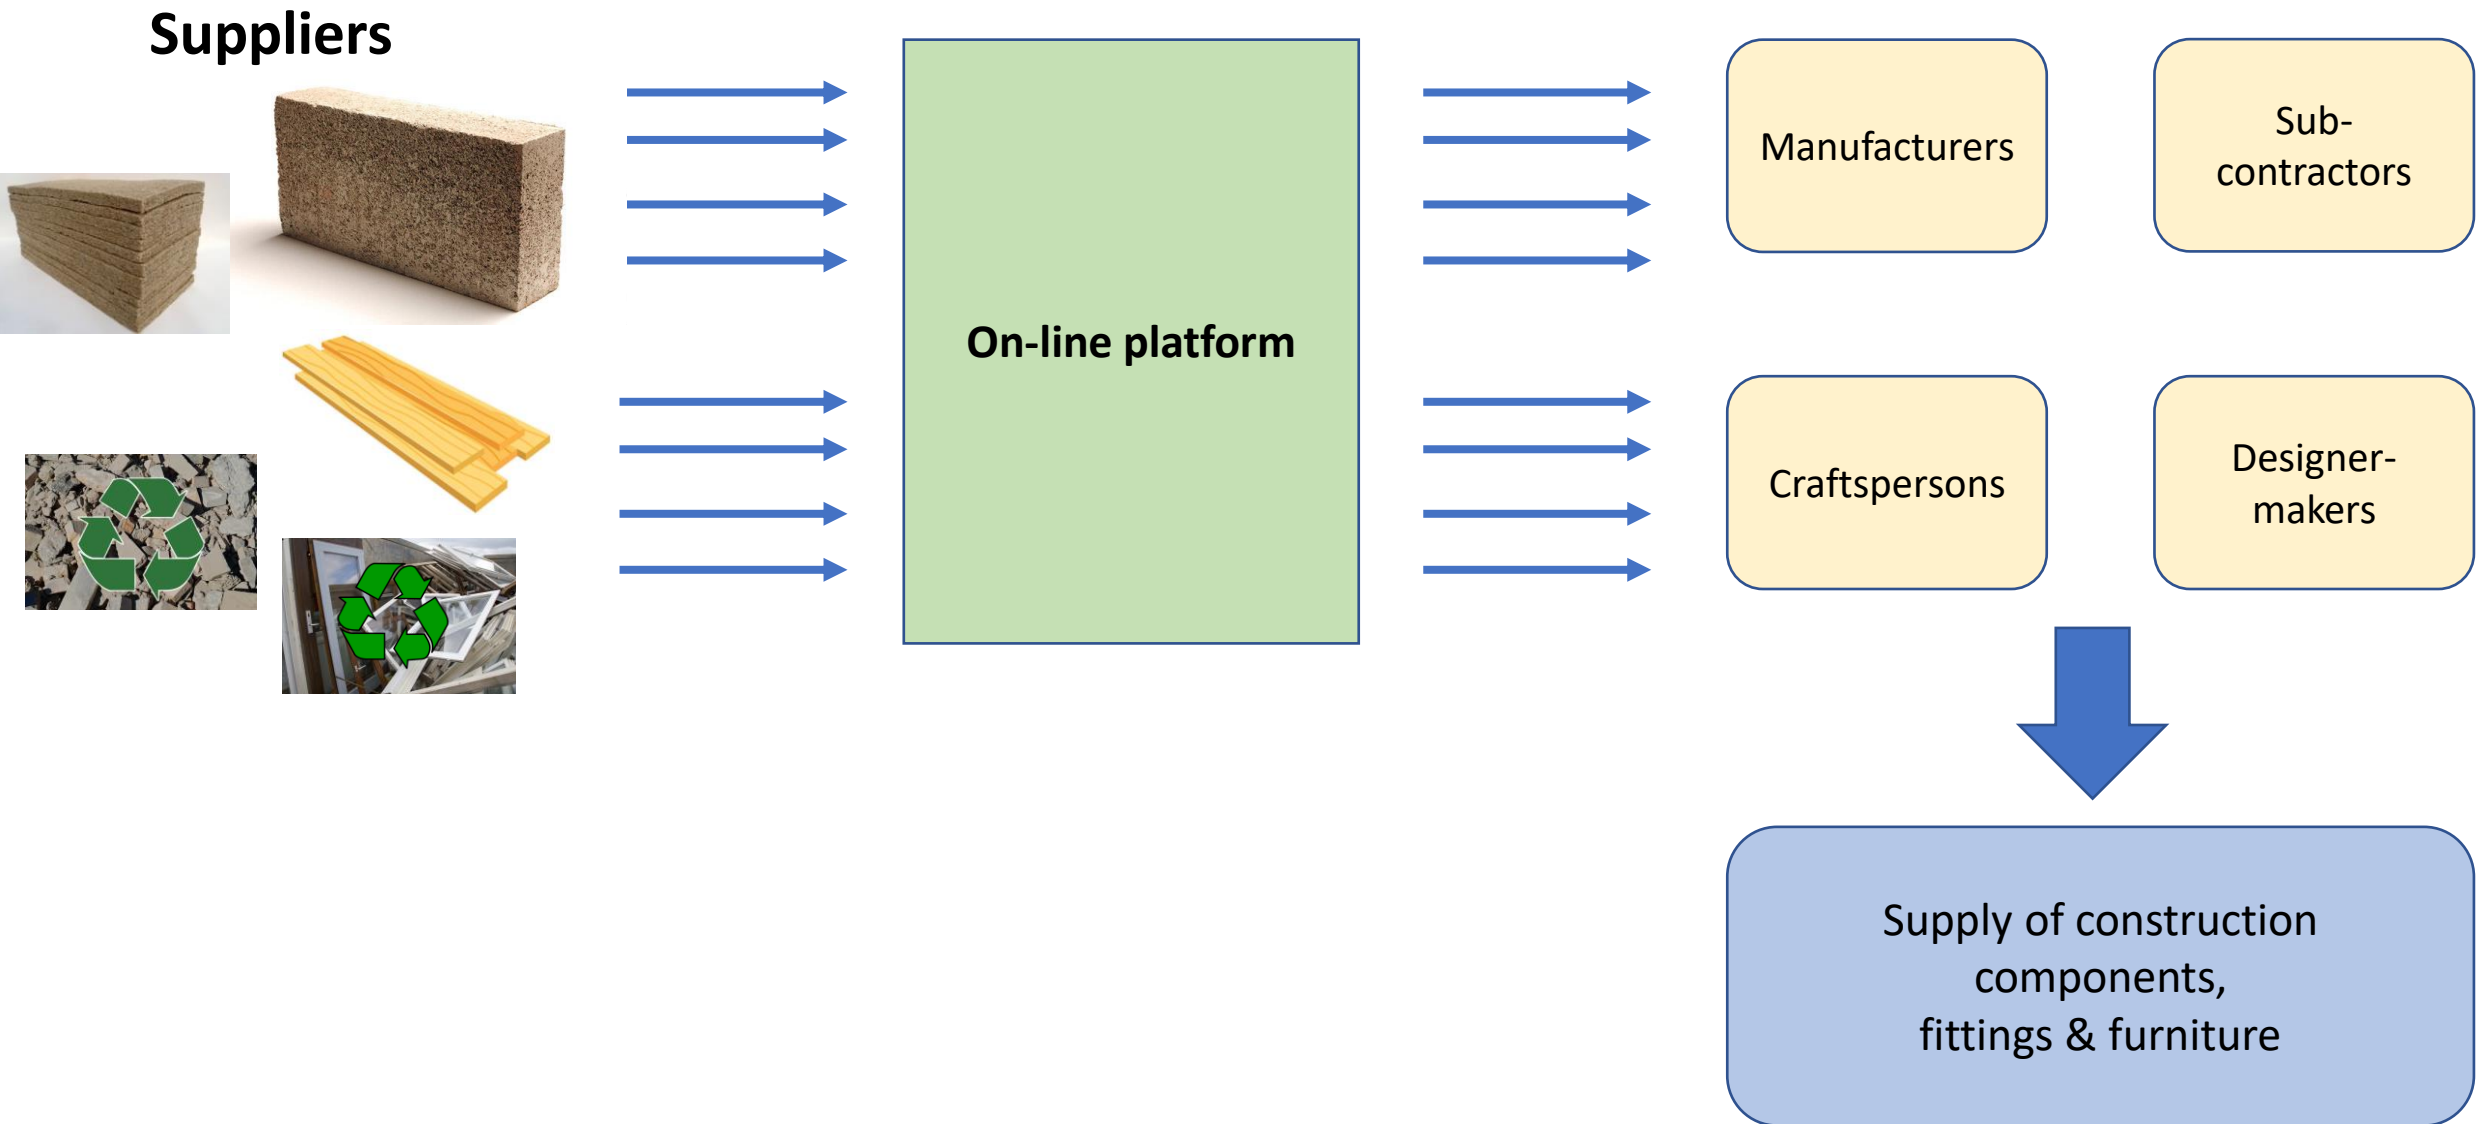 Suppliers
On-line platform
Manufacturers
Sub-
contractors
Craftspersons
Designer-
makers
Supply of construction
components,
fittings & furniture